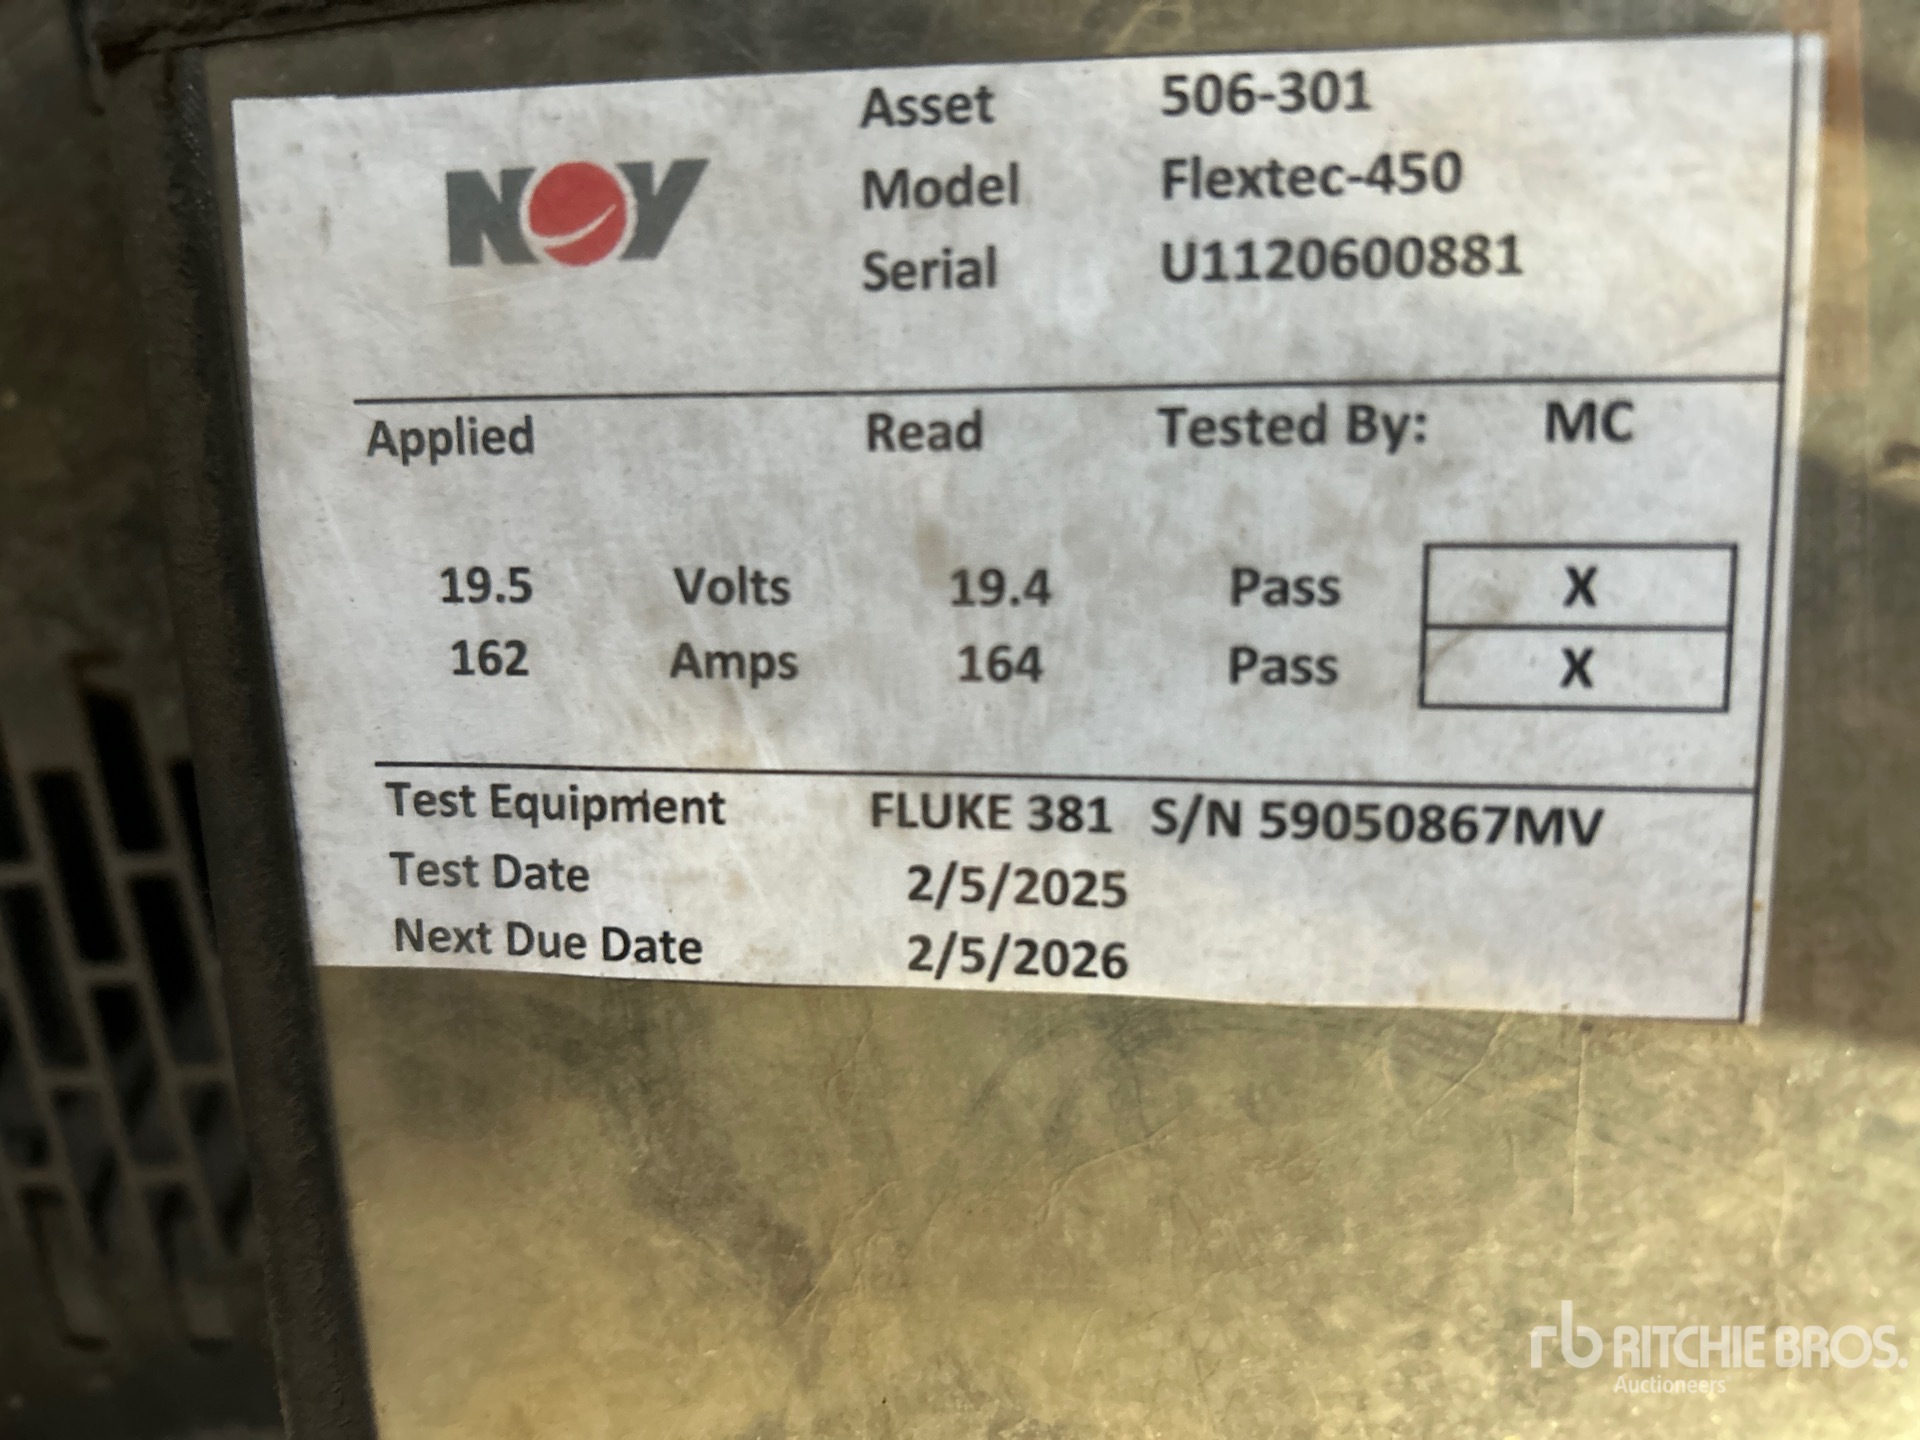 NOV
Asset 506-301
Model Flextec-450
Serial U1120600881
Applied Read Tested By: MC
19.5 Volts 19.4 Pass X
162 Amps 164 Pass X
Test Equipment FLUKE 381 S/N 59050867MV
Test Date 2/5/2025
Next Due Date 2/5/2026
rb RITCHIE BROS.
Auctioneers